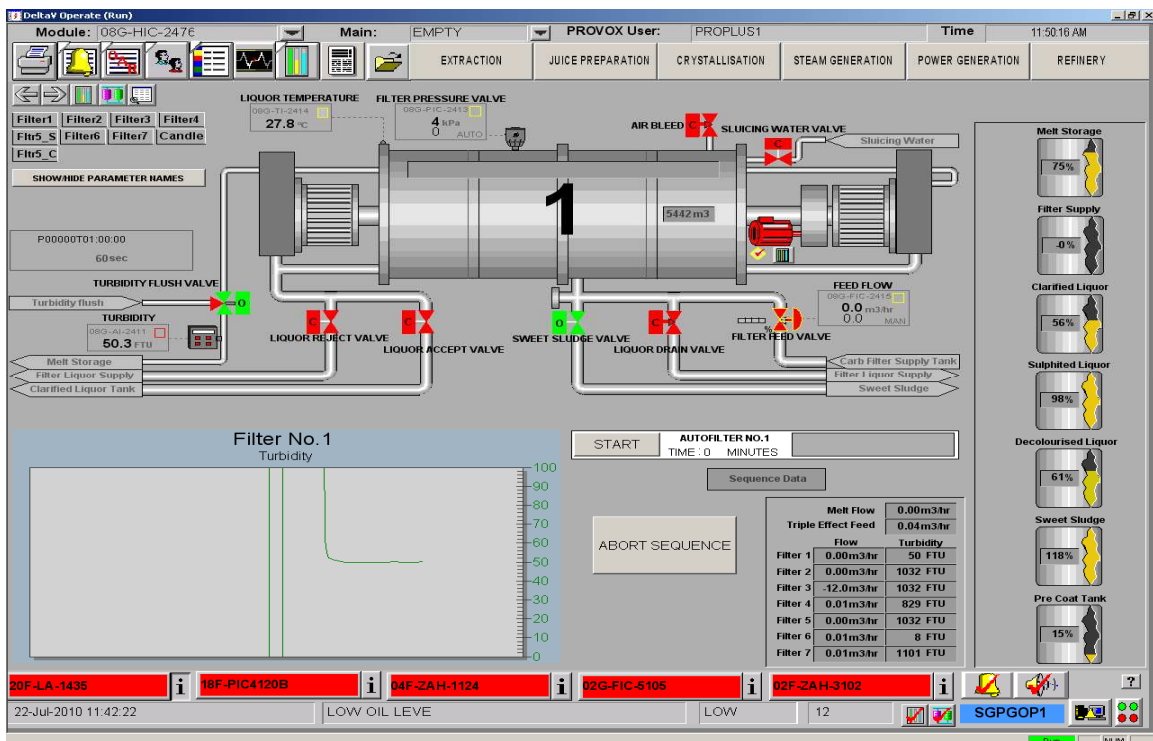 DeltaV Operate (Run)
Module: 08G-HIC-2476 Main: EMPTY PROVOX User: PROPLUS1 Time 11:50:16 AM
EXTRACTION JUICE PREPARATION CRYSTALLISATION STEAM GENERATION POWER GENERATION REFINERY
Filter1 Filter2 Filter3 Filter4
Fltr5_S Filter6 Filter7 Candle
Fltr5_C
SHOW/HIDE PARAMETER NAMES
LIQUOR TEMPERATURE
08G-TI-2414
27.8 °C
FILTER PRESSURE VALVE
08G-PIC-2413
4 kPa
0 AUTO
AIR BLEED C
SLUICING WATER VALVE
C
Sluicing Water
1
5442 m3
P00000T01:00:00
60sec
TURBIDITY FLUSH VALVE
Turbidity flush O
TURBIDITY
08G-AI-2411
50.3 FTU
Melt Storage
Filter Liquor Supply
Clarified Liquor Tank
C
LIQUOR REJECT VALVE
C
LIQUOR ACCEPT VALVE
O
SWEET SLUDGE VALVE
C
LIQUOR DRAIN VALVE
%
FILTER FEED VALVE
FEED FLOW
08G-FIC-2415
0.0 m3/hr
0.0 MAN
Carb Filter Supply Tank
Filter Liquor Supply
Sweet Sludge
Melt Storage
75%
Filter Supply
-0 %
Clarified Liquor
56%
Sulphited Liquor
98%
Decolourised Liquor
61%
Sweet Sludge
118%
Pre Coat Tank
15%
Filter No.1
Turbidity
100
90
80
70
60
50
40
30
20
10
0
START AUTOFILTER NO.1
TIME : 0 MINUTES
Sequence Data
ABORT SEQUENCE
Melt Flow 0.00m3/hr
Triple Effect Feed 0.04m3/hr
Flow Turbidity
Filter 1 0.00m3/hr 50 FTU
Filter 2 0.00m3/hr 1032 FTU
Filter 3 -12.0m3/hr 1032 FTU
Filter 4 0.01m3/hr 829 FTU
Filter 5 0.00m3/hr 1032 FTU
Filter 6 0.01m3/hr 8 FTU
Filter 7 0.01m3/hr 1101 FTU
20F-LA-1435 i 18F-PIC4120B i 04F-ZAH-1124 i 02G-FIC-5105 i 02F-ZAH-3102 i
?
22-Jul-2010 11:42:22 LOW OIL LEVE LOW 12 SGPGOP1
Run NUM